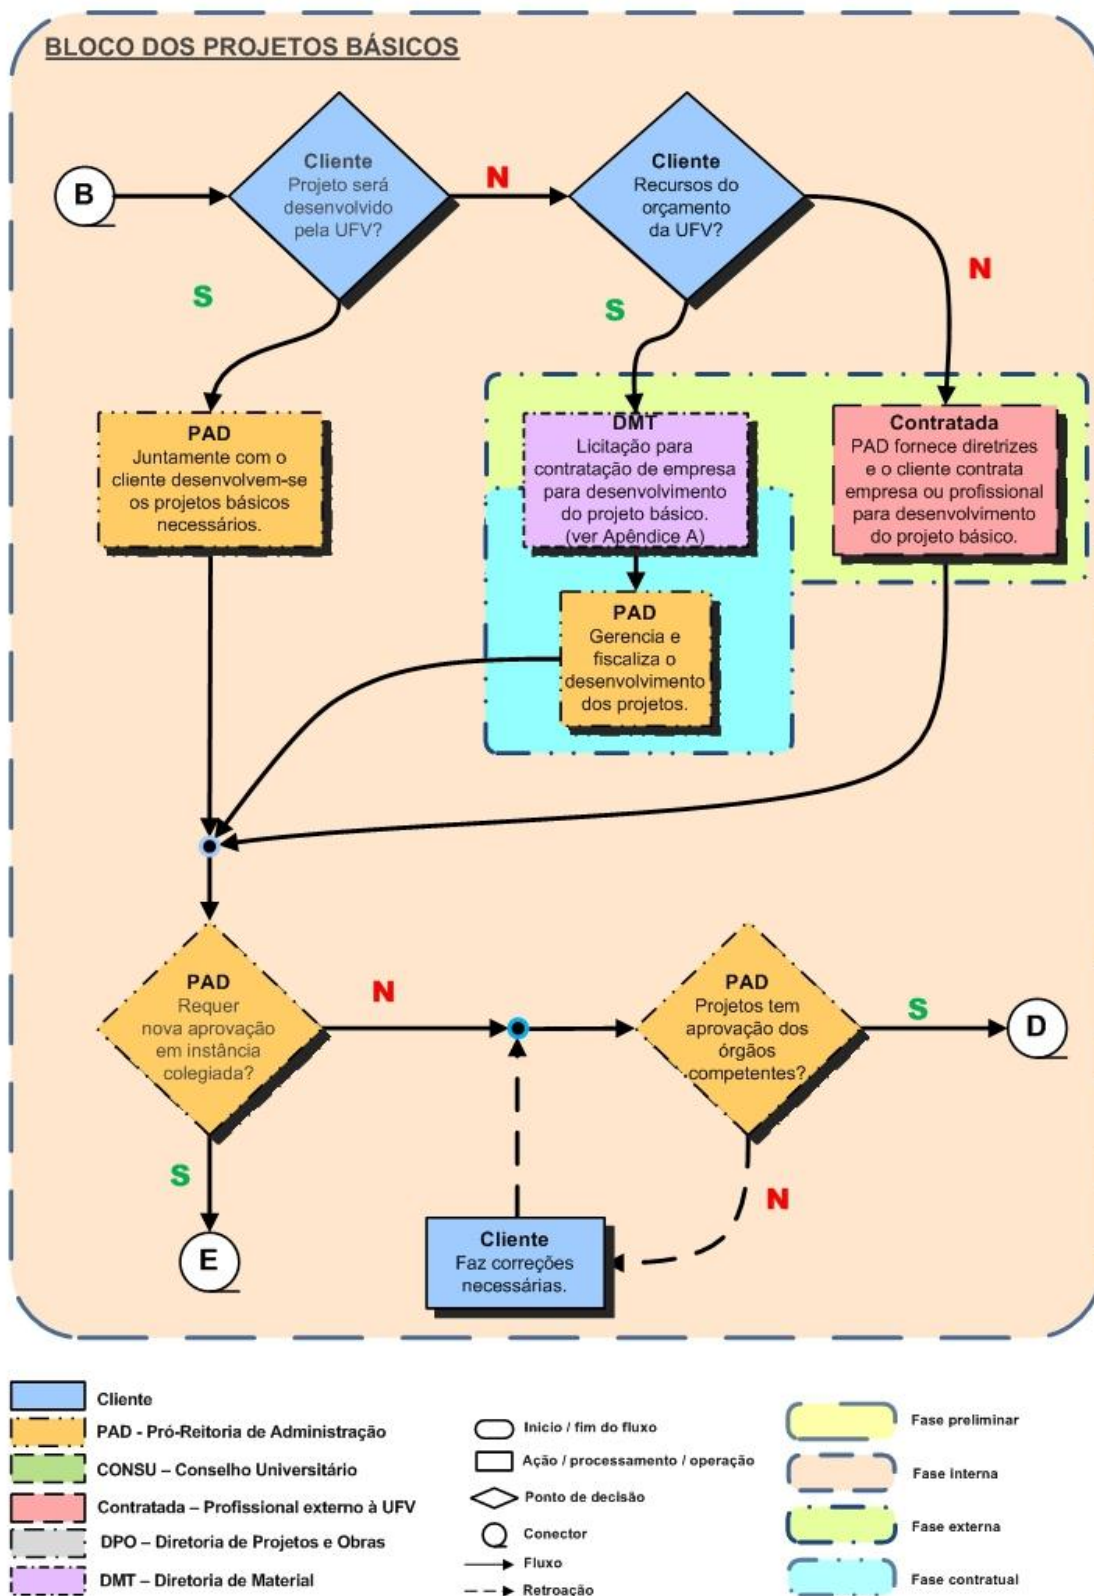 BLOCO DOS PROJETOS BÁSICOS
B
Cliente
Projeto será
desenvolvido
pela UFV?
N
Cliente
Recursos do
orçamento
da UFV?
N
S
S
PAD
Juntamente com o
cliente desenvolvem-se
os projetos básicos
necessários.
DMT
Licitação para
contratação de empresa
para desenvolvimento
do projeto básico.
(ver Apêndice A)
Contratada
PAD fornece diretrizes
e o cliente contrata
empresa ou profissional
para desenvolvimento
do projeto básico.
PAD
Gerencia e
fiscaliza o
desenvolvimento
dos projetos.
PAD
Requer
nova aprovação
em instância
colegiada?
N
PAD
Projetos tem
aprovação dos
órgãos
competentes?
S
D
S
N
E
Cliente
Faz correções
necessárias.
Cliente
PAD - Pró-Reitoria de Administração
CONSU – Conselho Universitário
Contratada – Profissional externo à UFV
DPO – Diretoria de Projetos e Obras
DMT – Diretoria de Material
Inicio / fim do fluxo
Ação / processamento / operação
Ponto de decisão
Conector
Fluxo
Retroação
Fase preliminar
Fase interna
Fase externa
Fase contratual